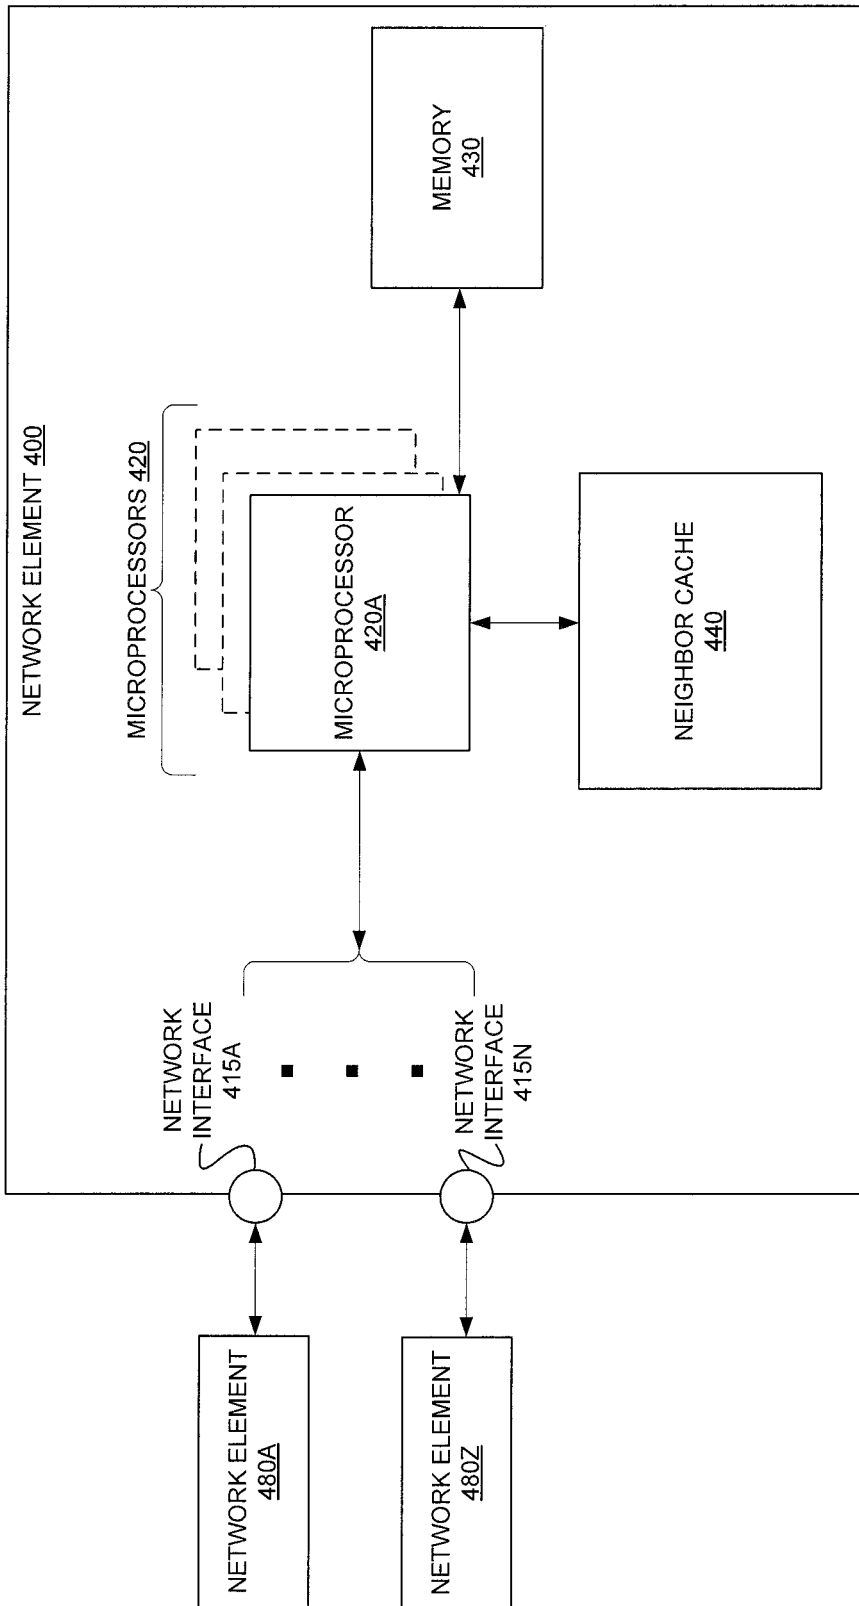 NETWORK ELEMENT 400
MICROPROCESSORS 420
NETWORK ELEMENT
480A
NETWORK
INTERFACE
415A
MICROPROCESSOR
420A
MEMORY
430
NETWORK ELEMENT
480Z
NETWORK
INTERFACE
415N
NEIGHBOR CACHE
440